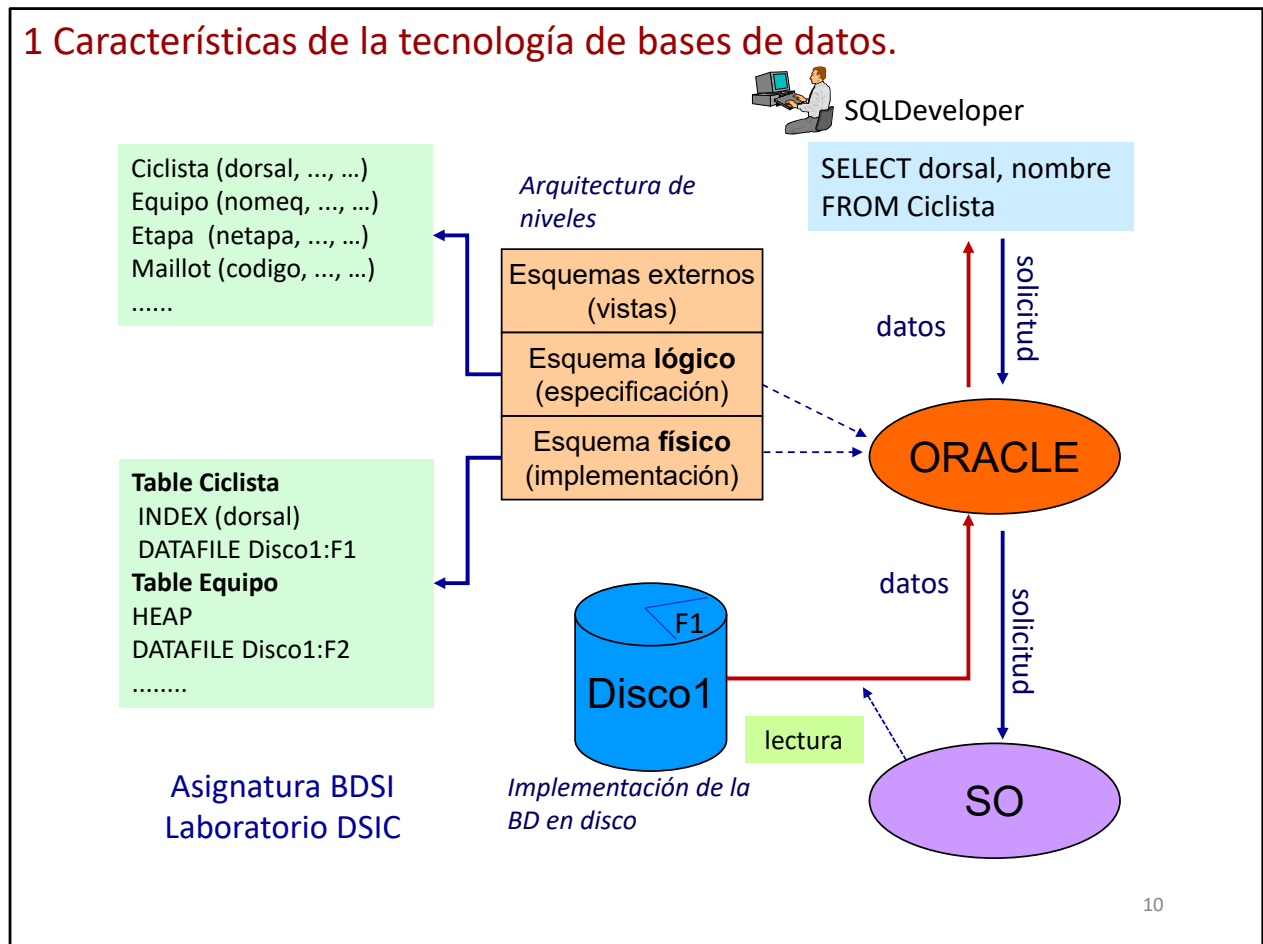 1 Características de la tecnología de bases de datos.
SQLDeveloper
Ciclista (dorsal, ..., …)
Equipo (nomeq, ..., …)
Etapa  (netapa, ..., …)
Maillot (codigo, ..., …)
......
Arquitectura de
niveles
SELECT dorsal, nombre
FROM Ciclista
Esquemas externos
(vistas)
Esquema lógico
(especificación)
Esquema físico
(implementación)
datos
solicitud
ORACLE
Table Ciclista
INDEX (dorsal)
DATAFILE Disco1:F1
Table Equipo
HEAP
DATAFILE Disco1:F2
........
datos
solicitud
F1
Disco1
lectura
SO
Implementación de la
BD en disco
Asignatura BDSI
Laboratorio DSIC
10